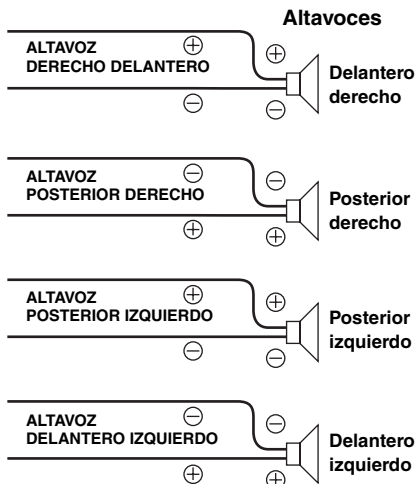 Altavoces
ALTAVOZ
DERECHO DELANTERO
⊕
⊕
⊖
⊖
Delantero
derecho
ALTAVOZ
POSTERIOR DERECHO
⊖
⊖
⊕
⊕
Posterior
derecho
ALTAVOZ
POSTERIOR IZQUIERDO
⊕
⊕
⊖
⊖
Posterior
izquierdo
ALTAVOZ
DELANTERO IZQUIERDO
⊖
⊖
⊕
⊕
Delantero
izquierdo